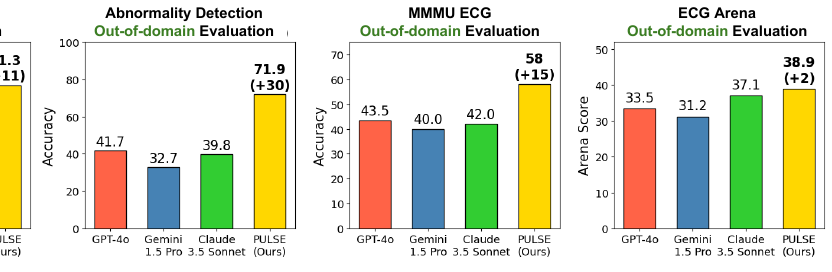 Abnormality Detection
Out-of-domain Evaluation
100
80
60
40
20
0
Accuracy
41.7
32.7
39.8
71.9
(+30)
GPT-4o
Gemini
1.5 Pro
Claude
3.5 Sonnet
PULSE
(Ours)
MMMU ECG
Out-of-domain Evaluation
70
60
50
40
30
20
10
0
Accuracy
43.5
40.0
42.0
58
(+15)
GPT-4o
Gemini
1.5 Pro
Claude
3.5 Sonnet
PULSE
(Ours)
ECG Arena
Out-of-domain Evaluation
50
40
30
20
10
0
Arena Score
33.5
31.2
37.1
38.9
(+2)
GPT-4o
Gemini
1.5 Pro
Claude
3.5 Sonnet
PULSE
(Ours)